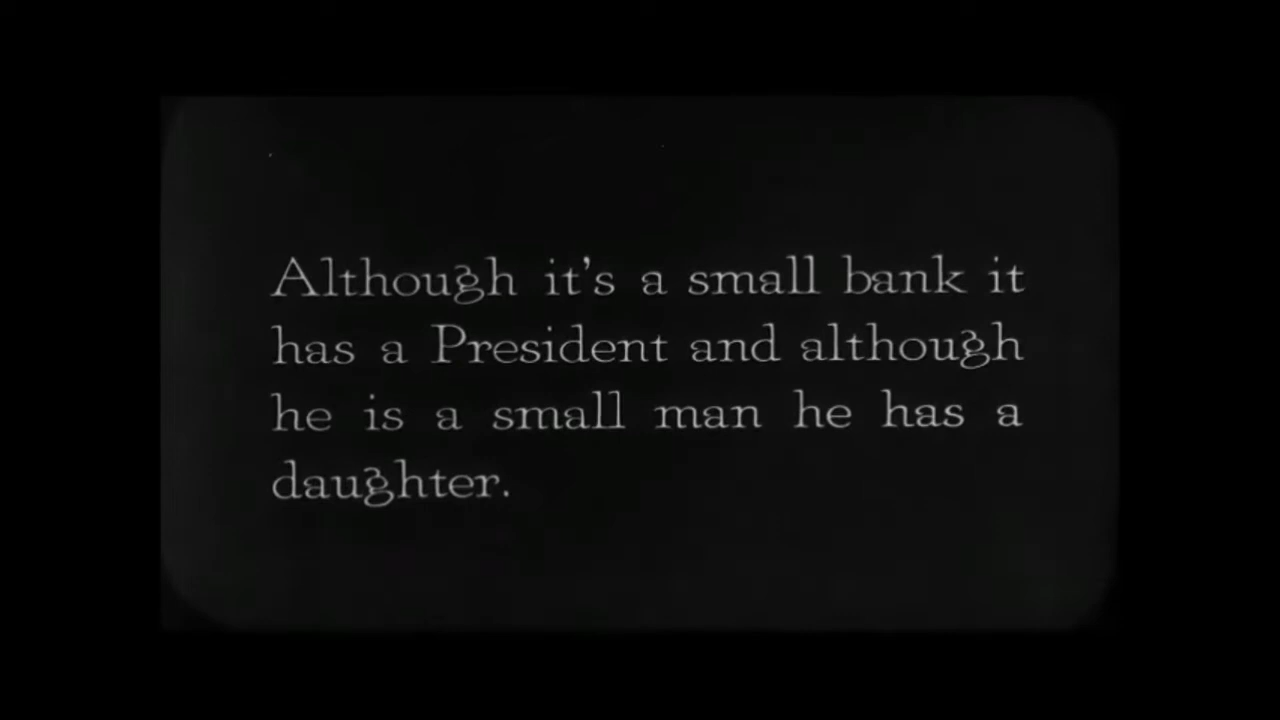 Although it's a small bank it
has a President and although
he is a small man he has a
daughter.